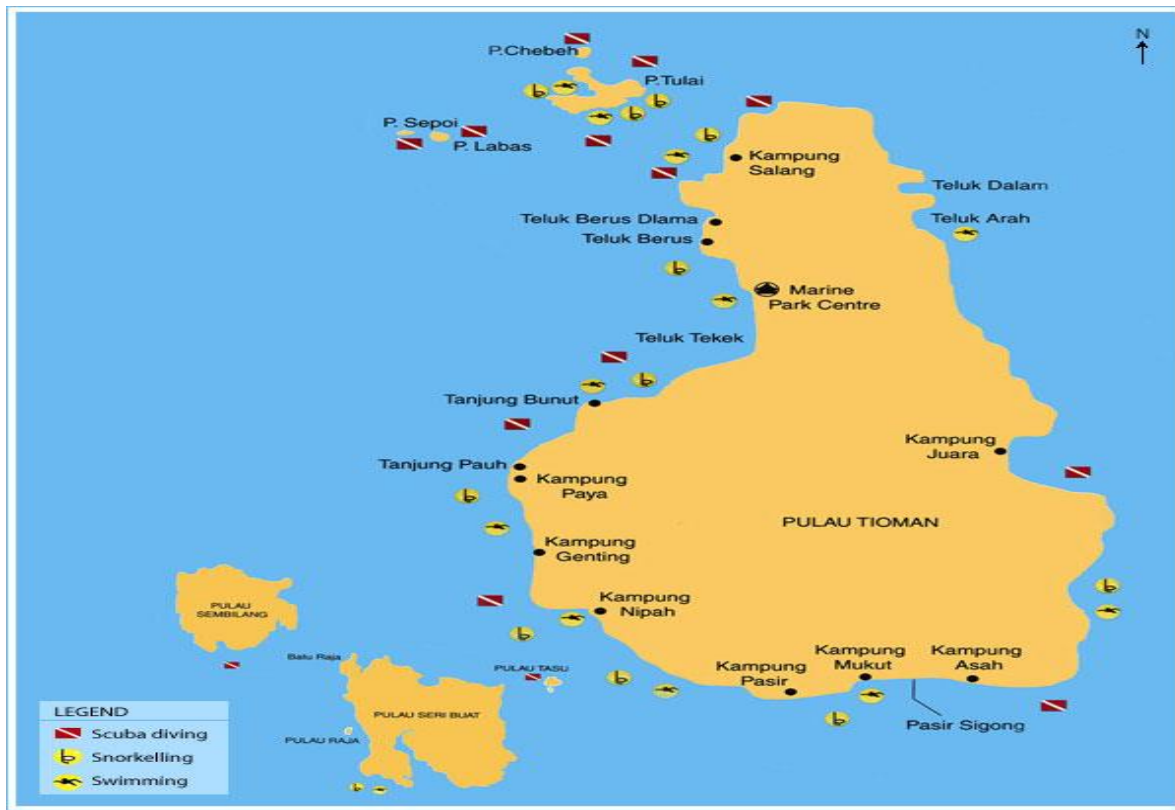 N
P.Chebeh
P.Tulai
P. Sepoi
P. Labas
Kampung
Salang
Teluk Dalam
Teluk Berus Dlama
Teluk Arah
Teluk Berus
Marine
Park Centre
Teluk Tekek
Tanjung Bunut
Kampung
Juara
Tanjung Pauh
Kampung
Paya
PULAU TIOMAN
Kampung
Genting
PULAU
SEMBILANG
Kampung
Nipah
Batu Raja
PULAU TASU
Kampung
Pasir
Kampung
Mukut
Kampung
Asah
PULAU SERI BUAT
Pasir Sigong
PULAU RAJA
LEGEND
Scuba diving
Snorkelling
Swimming